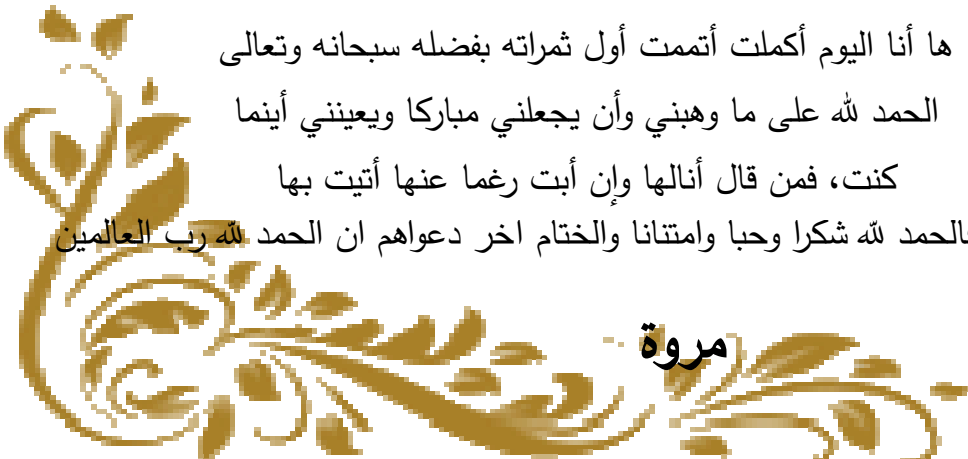 ها أنا اليوم أكملت أتممت أول ثمراته بفضله سبحانه وتعالى
الحمد لله على ما وهبني وأن يجعلني مباركا ويعينني أينما
كنت، فمن قال أنالها وإن أبت رغما عنها أتيت بها
فالحمد لله شكرا وحبا وامتنانا والختام اخر دعواهم ان الحمد لله رب العالمين
مروة